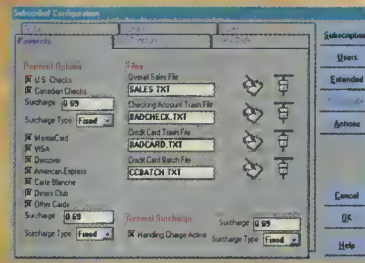 Subscriber Configuration
Payments
Payment Options
U.S. Checks
Canadian Checks
Surcharge 0.69
Surcharge Type Fixed
MasterCard
VISA
Discover
American Express
Carte Blanche
Diners Club
Other Cards
Surcharge 0.69
Surcharge Type Fixed
Files
Overall Sales File
SALES.TXT
Checking Account Trash File
BADCHECK.TXT
Credit Card Trash File
BADCARD.TXT
Credit Card Batch File
CCBATCH.TXT
General Surcharge
Handling Charge Active
Surcharge 0.69
Surcharge Type Fixed
Subscription
Users
Extended
Actions
Cancel
OK
Help